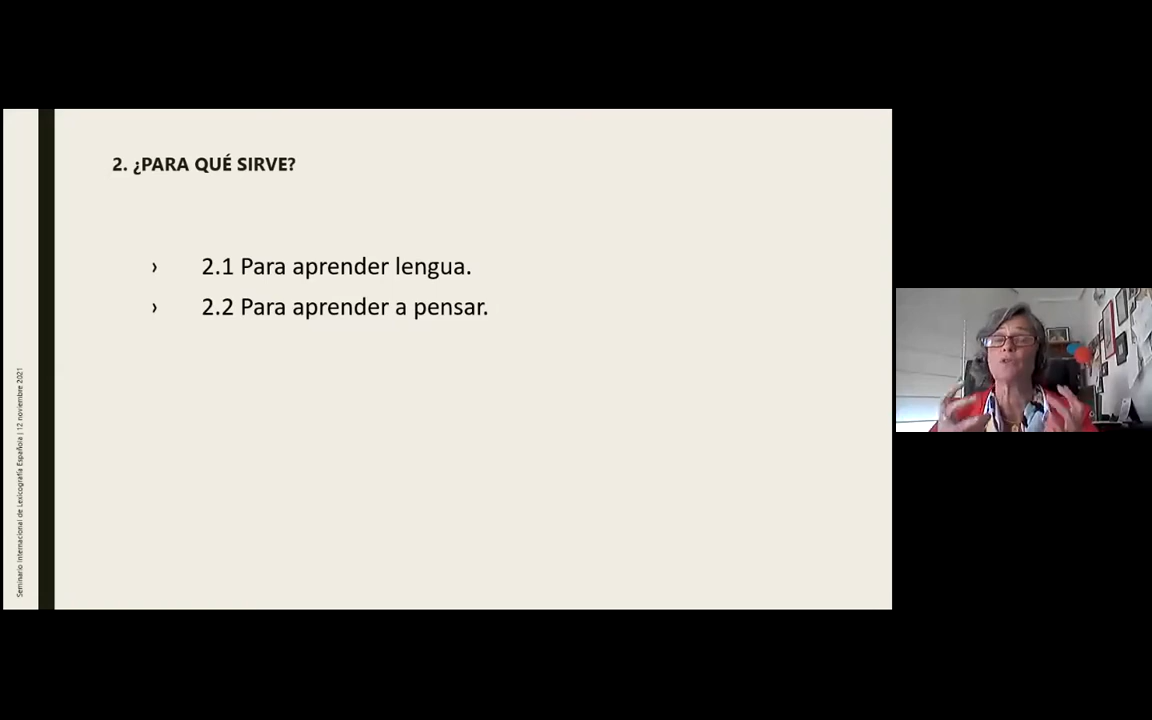 2. ¿PARA QUÉ SIRVE?
› 2.1 Para aprender lengua.
› 2.2 Para aprender a pensar.
Seminario Internacional de Lexicografía Española | 12 noviembre 2021